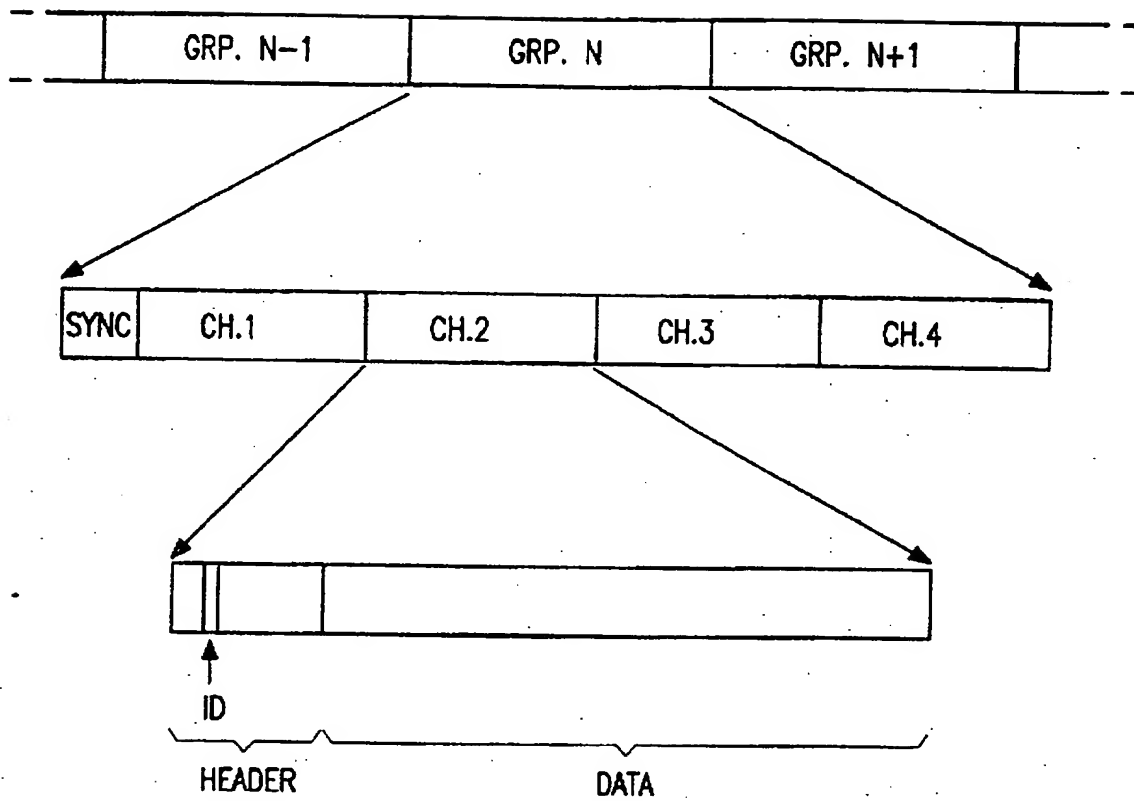 GRP. N-1 GRP. N GRP. N+1
SYNC CH.1 CH.2 CH.3 CH.4
ID
HEADER DATA